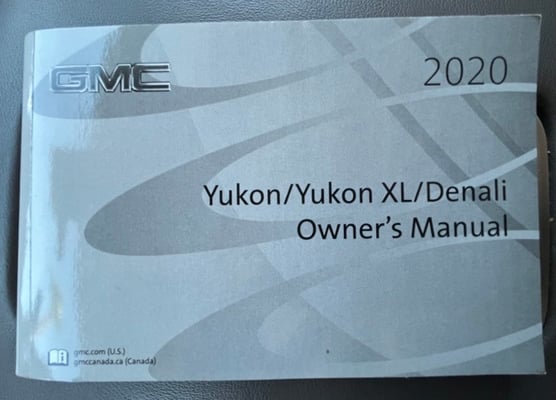 GMC
2020
Yukon/Yukon XL/Denali
Owner's Manual
gmc.com (U.S.)
gmccanada.ca (Canada)